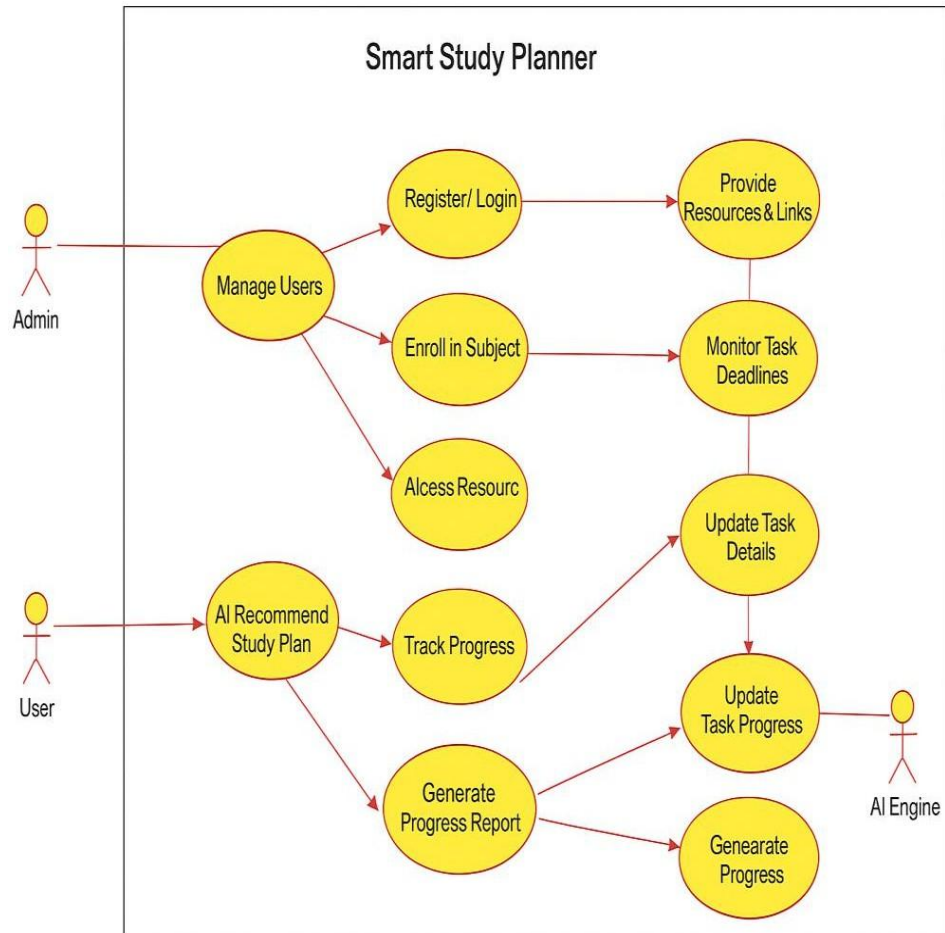 Smart Study Planner
Register/ Login
Provide
Resources & Links
Admin
Manage Users
Enroll in Subject
Monitor Task
Deadlines
Alcess Resourc
Update Task
Details
User
AI Recommend
Study Plan
Track Progress
Update
Task Progress
AI Engine
Generate
Progress Report
Genearate
Progress